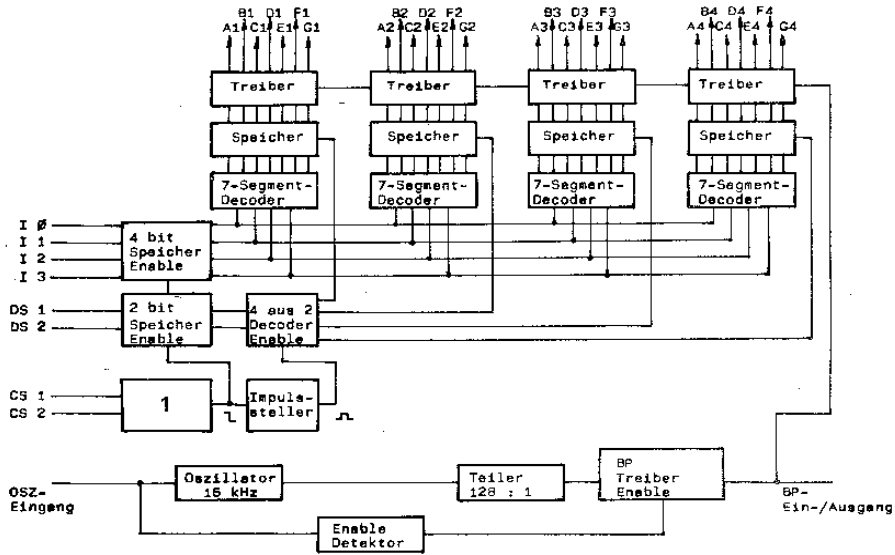 B1 D1 F1
A1 C1 E1 G1
B2 D2 F2
A2 C2 E2 G2
B3 D3 F3
A3 C3 E3 G3
B4 D4 F4
A4 C4 E4 G4
Treiber
Treiber
Treiber
Treiber
Speicher
Speicher
Speicher
Speicher
7-Segment-
Decoder
7-Segment-
Decoder
7-Segment-
Decoder
7-Segment-
Decoder
I Ø
I 1
I 2
I 3
4 bit
Speicher
Enable
DS 1
DS 2
2 bit
Speicher
Enable
4 aus 2
Decoder
Enable
CS 1
CS 2
1
Impuls-
steller
OSZ-
Eingang
Oszillator
16 kHz
Teiler
128 : 1
BP
Treiber
Enable
BP-
Ein-/Ausgang
Enable
Detektor